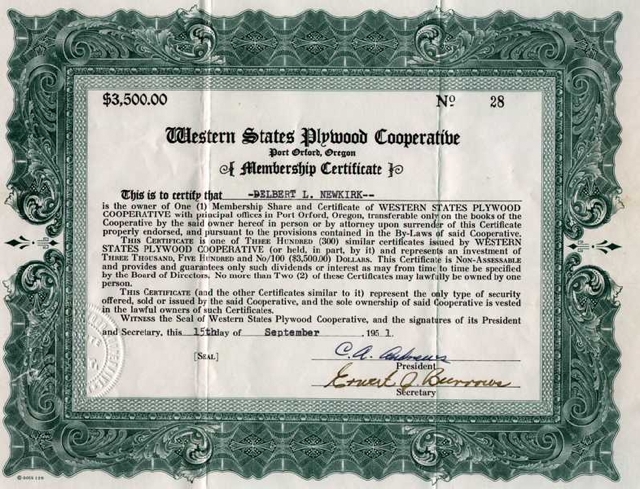 $3,500.00 Nº 28
Western States Plywood Cooperative
Port Orford, Oregon
Membership Certificate
This is to certify that -DELBERT L. NEWKIRK--
is the owner of One (1) Membership Share and Certificate of WESTERN STATES PLYWOOD
COOPERATIVE with principal offices in Port Orford, Oregon, transferable only on the books of the
Cooperative by the said owner hereof in person or by attorney upon surrender of this Certificate
properly endorsed, and pursuant to the provisions contained in the By-Laws of said Cooperative.
THIS CERTIFICATE is one of THREE HUNDRED (300) similar certificates issued by WESTERN
STATES PLYWOOD COOPERATIVE (or held, in part, by it) and represents an investment of
THREE THOUSAND, FIVE HUNDRED and No/100 ($3,500.00) DOLLARS. This Certificate is NON-ASSESSABLE
and provides and guarantees only such dividends or interest as may from time to time be specified
by the Board of Directors. No more than Two (2) of these Certificates may lawfully be owned by
one person.
THIS CERTIFICATE (and the other Certificates similar to it) represent the only type of security
offered, sold or issued by the said Cooperative, and the sole ownership of said Cooperative is vested
in the lawful owners of such Certificates.
WITNESS the Seal of Western States Plywood Cooperative, and the signatures of its President
and Secretary, this 15th day of September, 1951.
[SEAL] C. A. Andrews
President
Ernest J. Burrows
Secretary